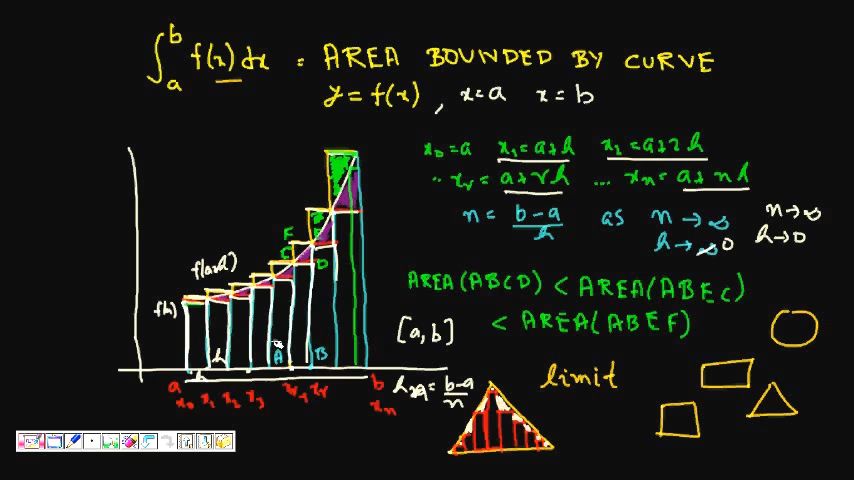 ∫ₐᵇ f(x) dx = AREA BOUNDED BY CURVE
y = f(x) , x=a x=b
x₀=a x₁=a+h x₂=a+2h
.. xᵣ = a+rh ... xₙ = a+nh
n = b-a/h as n→∞ n→∞
h→0 h→0
AREA(ABCD) < AREA(ABEC)
< AREA(ABEF)
[a,b]
limit
f(a+h)
F
E
C
D
h
A
B
h
a
b
x₀ x₁ x₂ x₃ xᵣ₋₁ xᵣ xₙ
= b-a/n